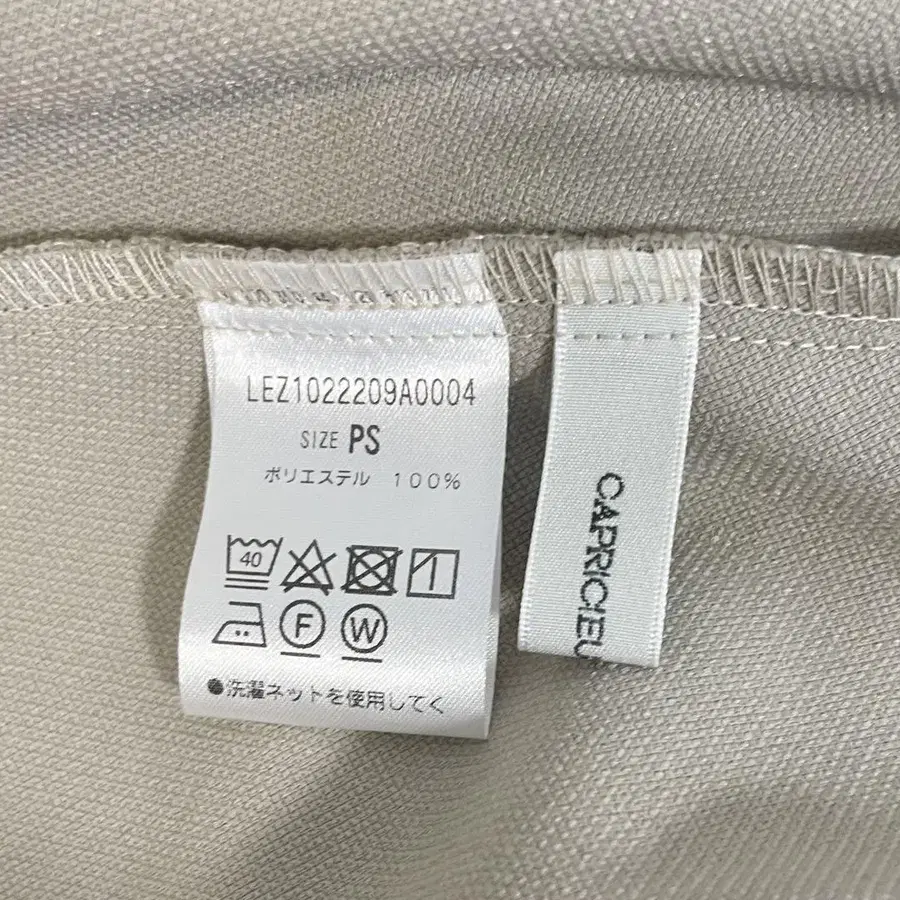 LEZ1022209A0004
SIZE PS
ポリエステル 100%
40
F W
●洗濯ネットを使用してく
CAPRICIEU